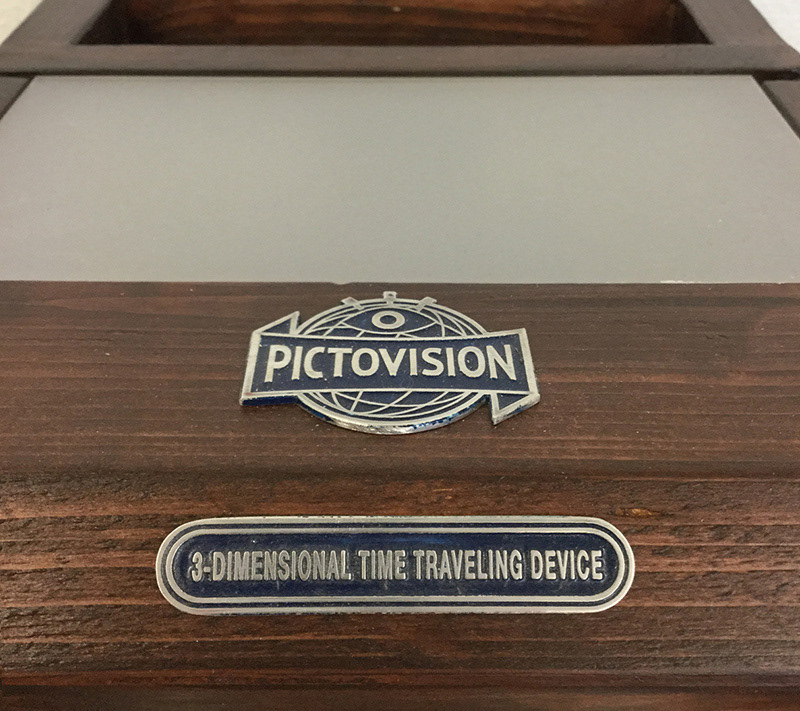 PICTOVISION
3-DIMENSIONAL TIME TRAVELING DEVICE